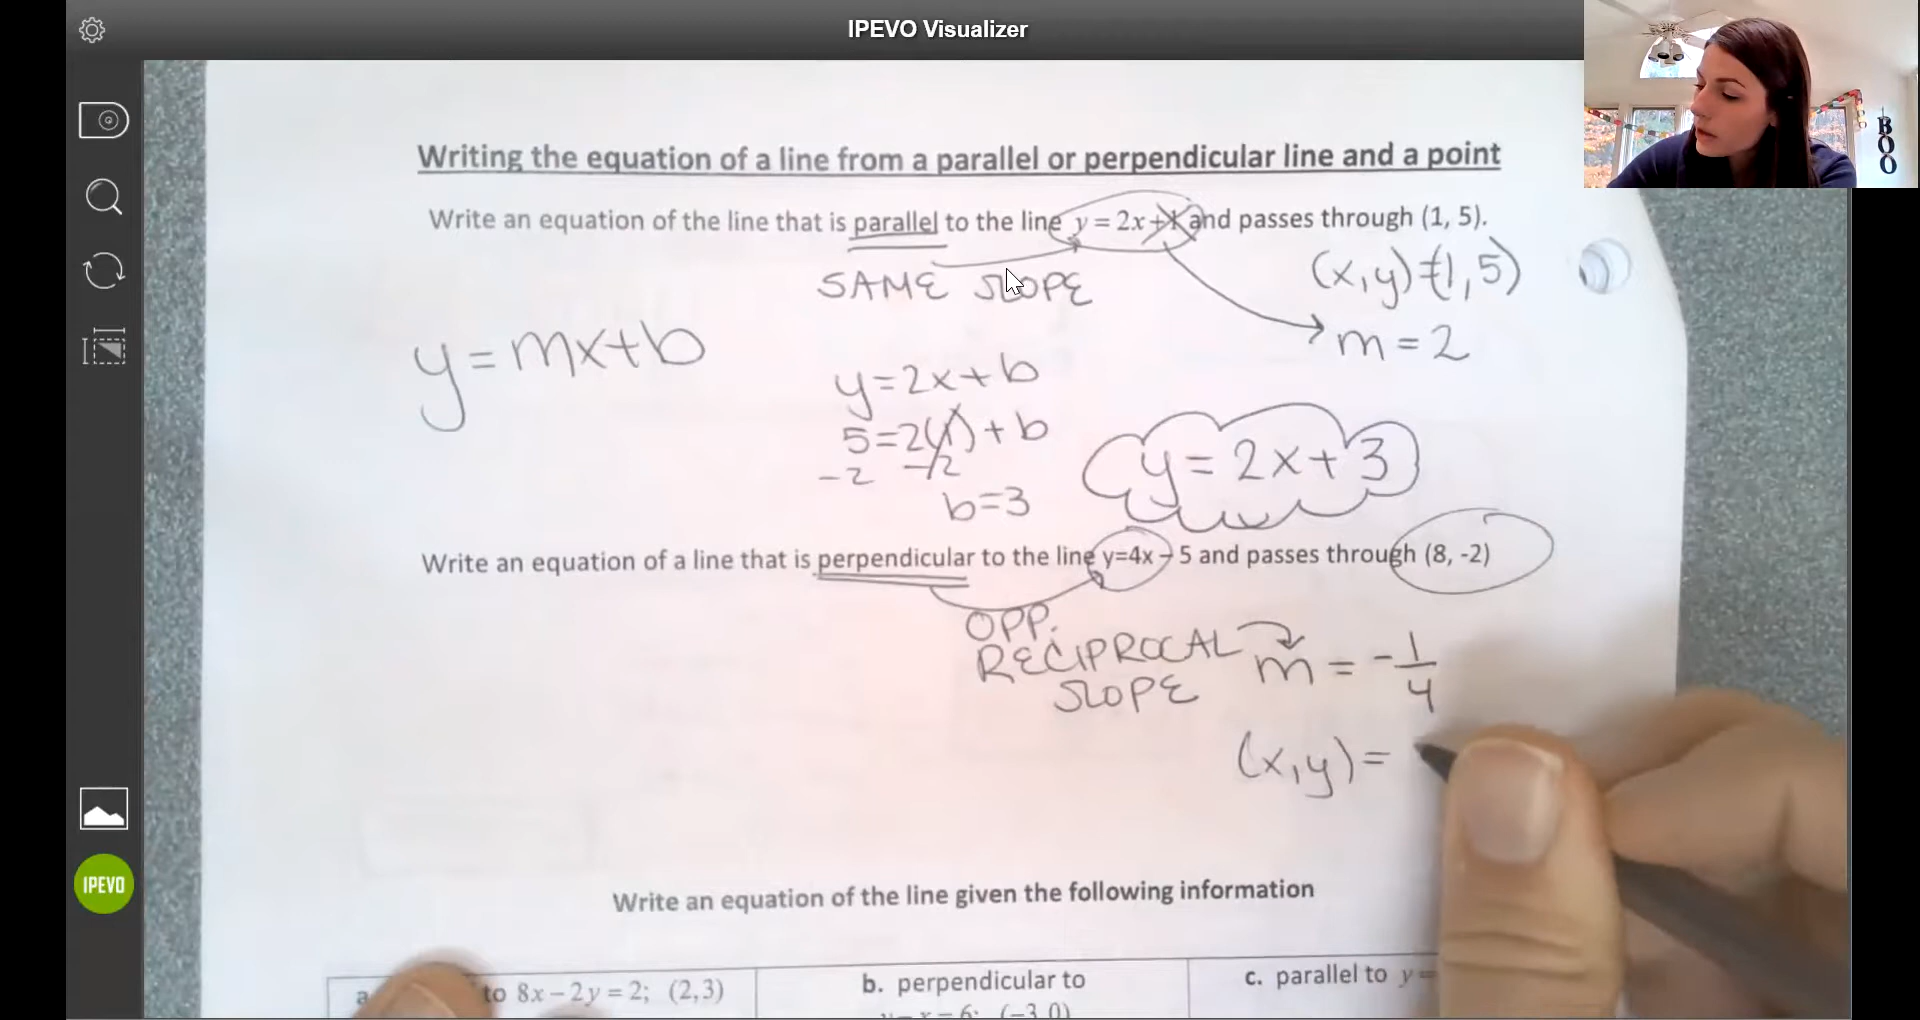 IPEVO Visualizer
BOO
Writing the equation of a line from a parallel or perpendicular line and a point
Write an equation of the line that is parallel to the line y = 2x+1 and passes through (1, 5).
SAME SLOPE
(x,y)=(1,5)
m = 2
y=mx+b
y=2x+b
5=2(1)+b
-2 -2
b=3
y=2x+3
Write an equation of a line that is perpendicular to the line y=4x – 5 and passes through (8, -2)
OPP.
RECIPROCAL
SLOPE
m = -1/4
(x,y)=
IPEVO
Write an equation of the line given the following information
a. to 8x – 2y = 2; (2,3)
b. perpendicular to
(–3,0)
c. parallel to y =